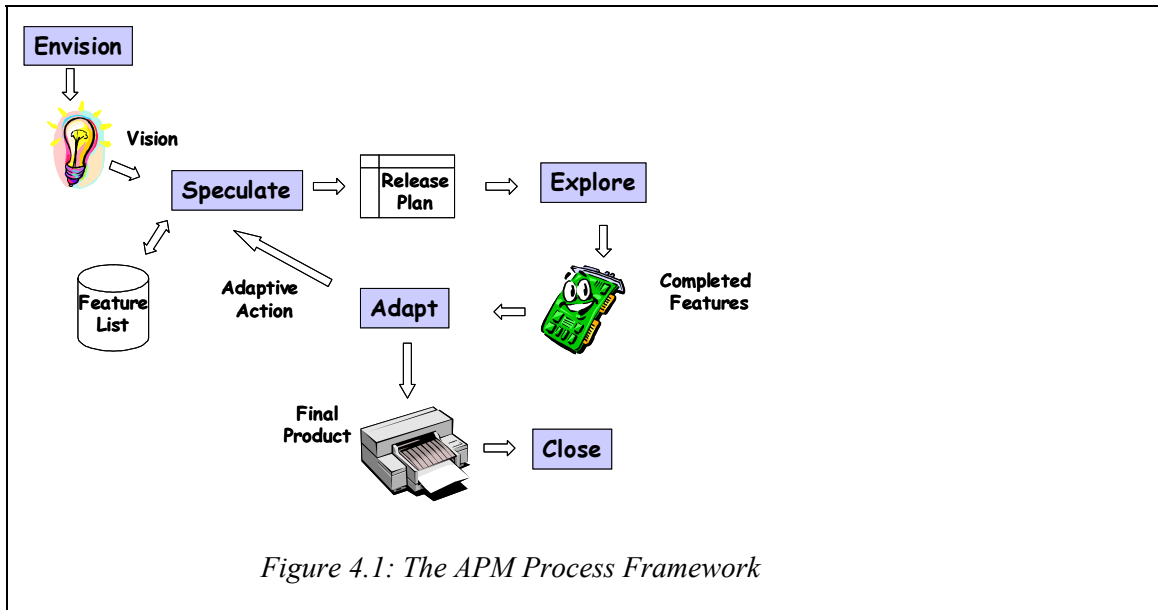 Envision
Vision
Speculate
Release
Plan
Explore
Feature
List
Adaptive
Action
Adapt
Completed
Features
Final
Product
Close
Figure 4.1: The APM Process Framework